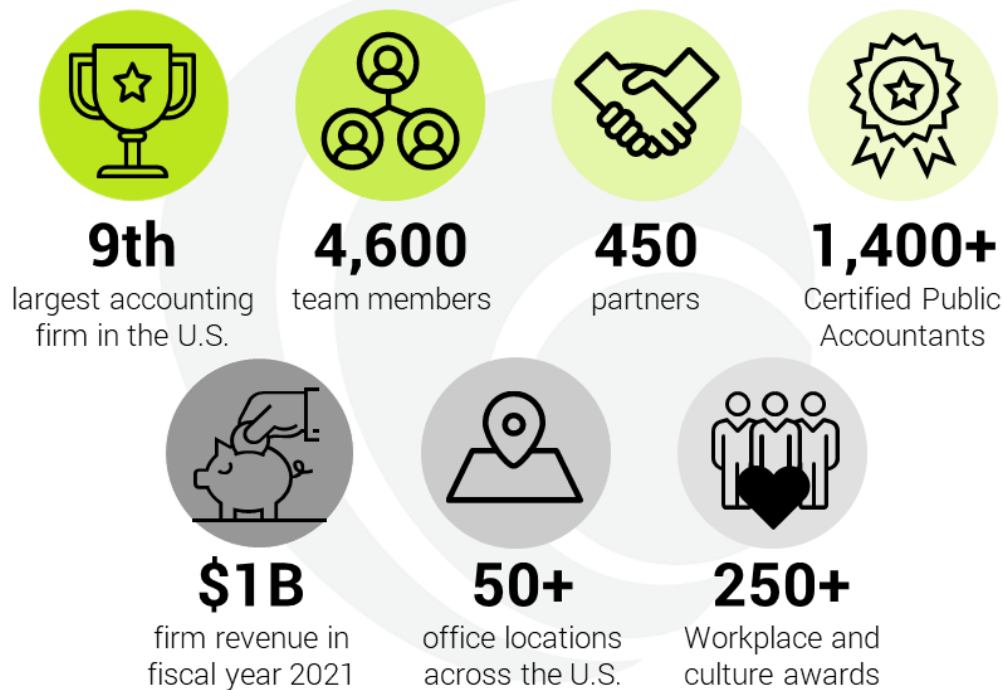 9th
largest accounting
firm in the U.S.
4,600
team members
450
partners
1,400+
Certified Public
Accountants
$1B
firm revenue in
fiscal year 2021
50+
office locations
across the U.S.
250+
Workplace and
culture awards